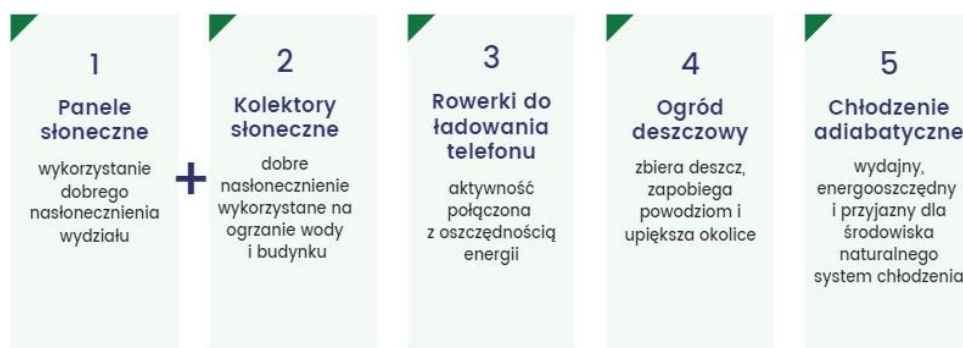 1
Panele
słoneczne
wykorzystanie
dobrego
nasłonecznienia
wydziału
+
2
Kolektory
słoneczne
dobre
nasłonecznienie
wykorzystane na
ogrzanie wody
i budynku
3
Rowerki do
ładowania
telefonu
aktywność
połączona
z oszczędnością
energii
4
Ogród
deszczowy
zbiera deszcz,
zapobiega
powodziom i
upiększa okolice
5
Chłodzenie
adiabatyczne
wydajny,
energooszczędny
i przyjazny dla
środowiska
naturalnego
system chłodzenia